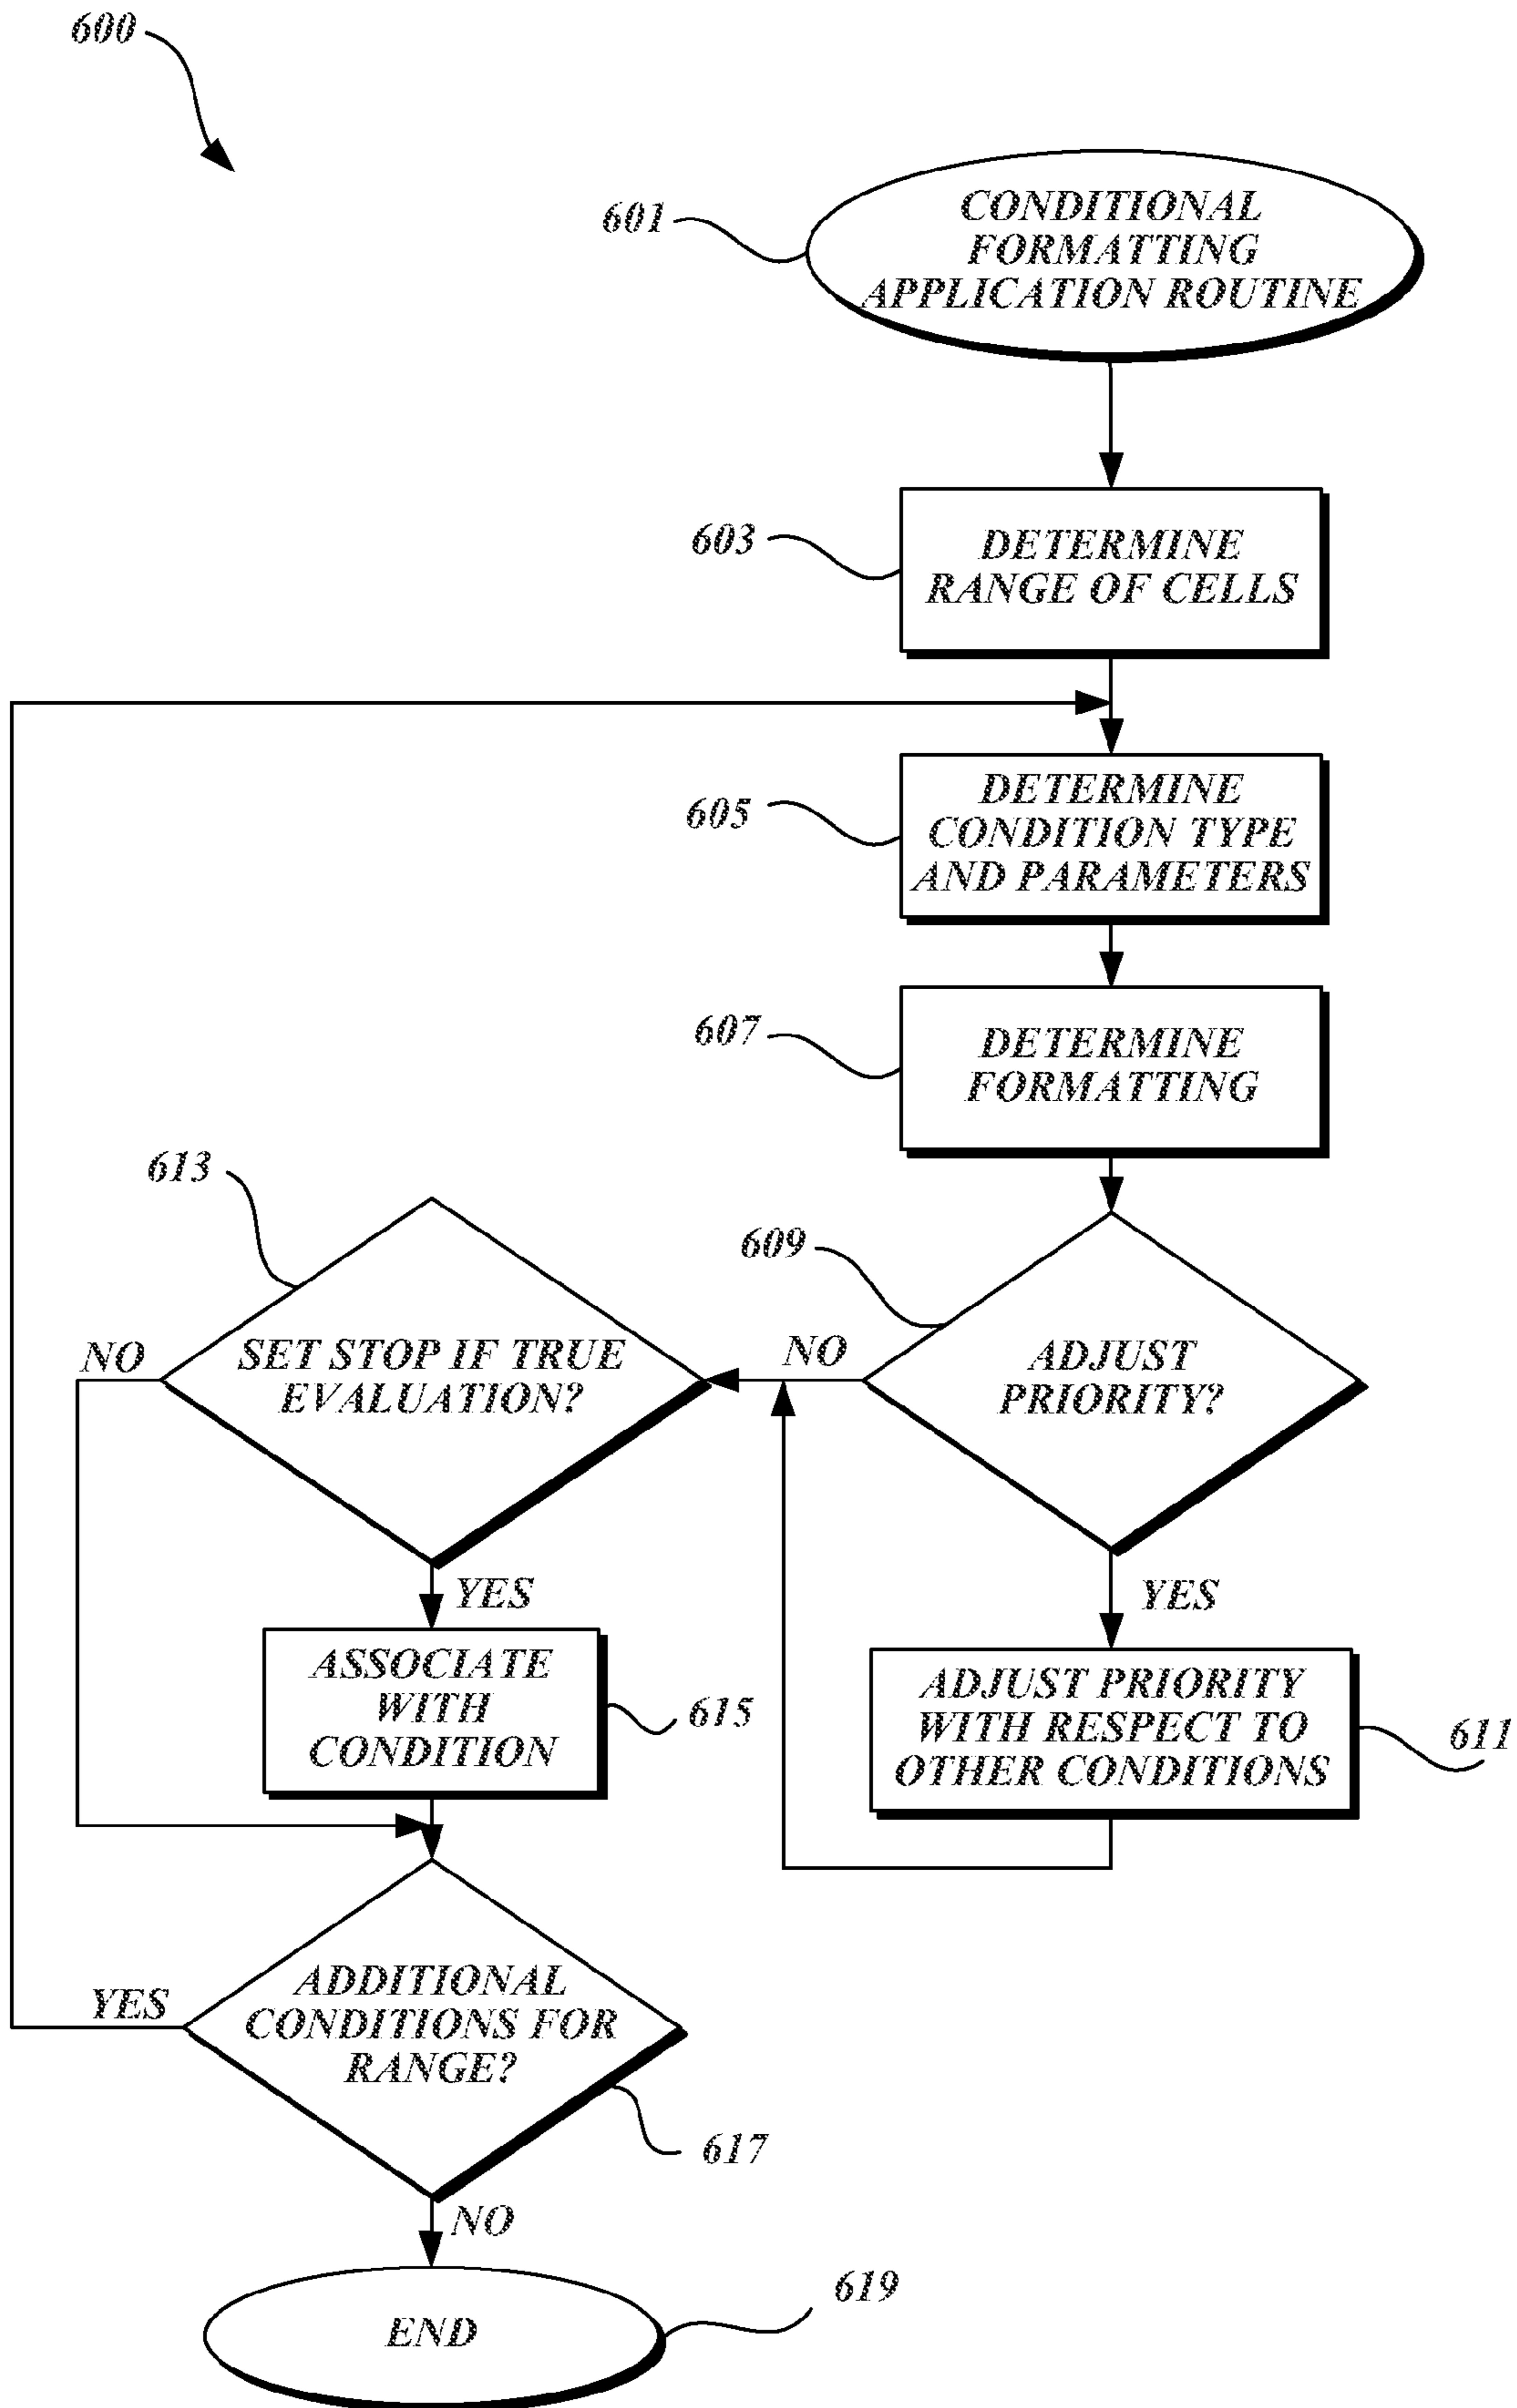 600
601
CONDITIONAL
FORMATTING
APPLICATION ROUTINE
603
DETERMINE
RANGE OF CELLS
605
DETERMINE
CONDITION TYPE
AND PARAMETERS
607
DETERMINE
FORMATTING
613
609
NO
SET STOP IF TRUE
EVALUATION?
NO
ADJUST
PRIORITY?
YES
YES
ASSOCIATE
WITH
CONDITION
615
ADJUST PRIORITY
WITH RESPECT TO
OTHER CONDITIONS
611
YES
ADDITIONAL
CONDITIONS FOR
RANGE?
617
NO
619
END